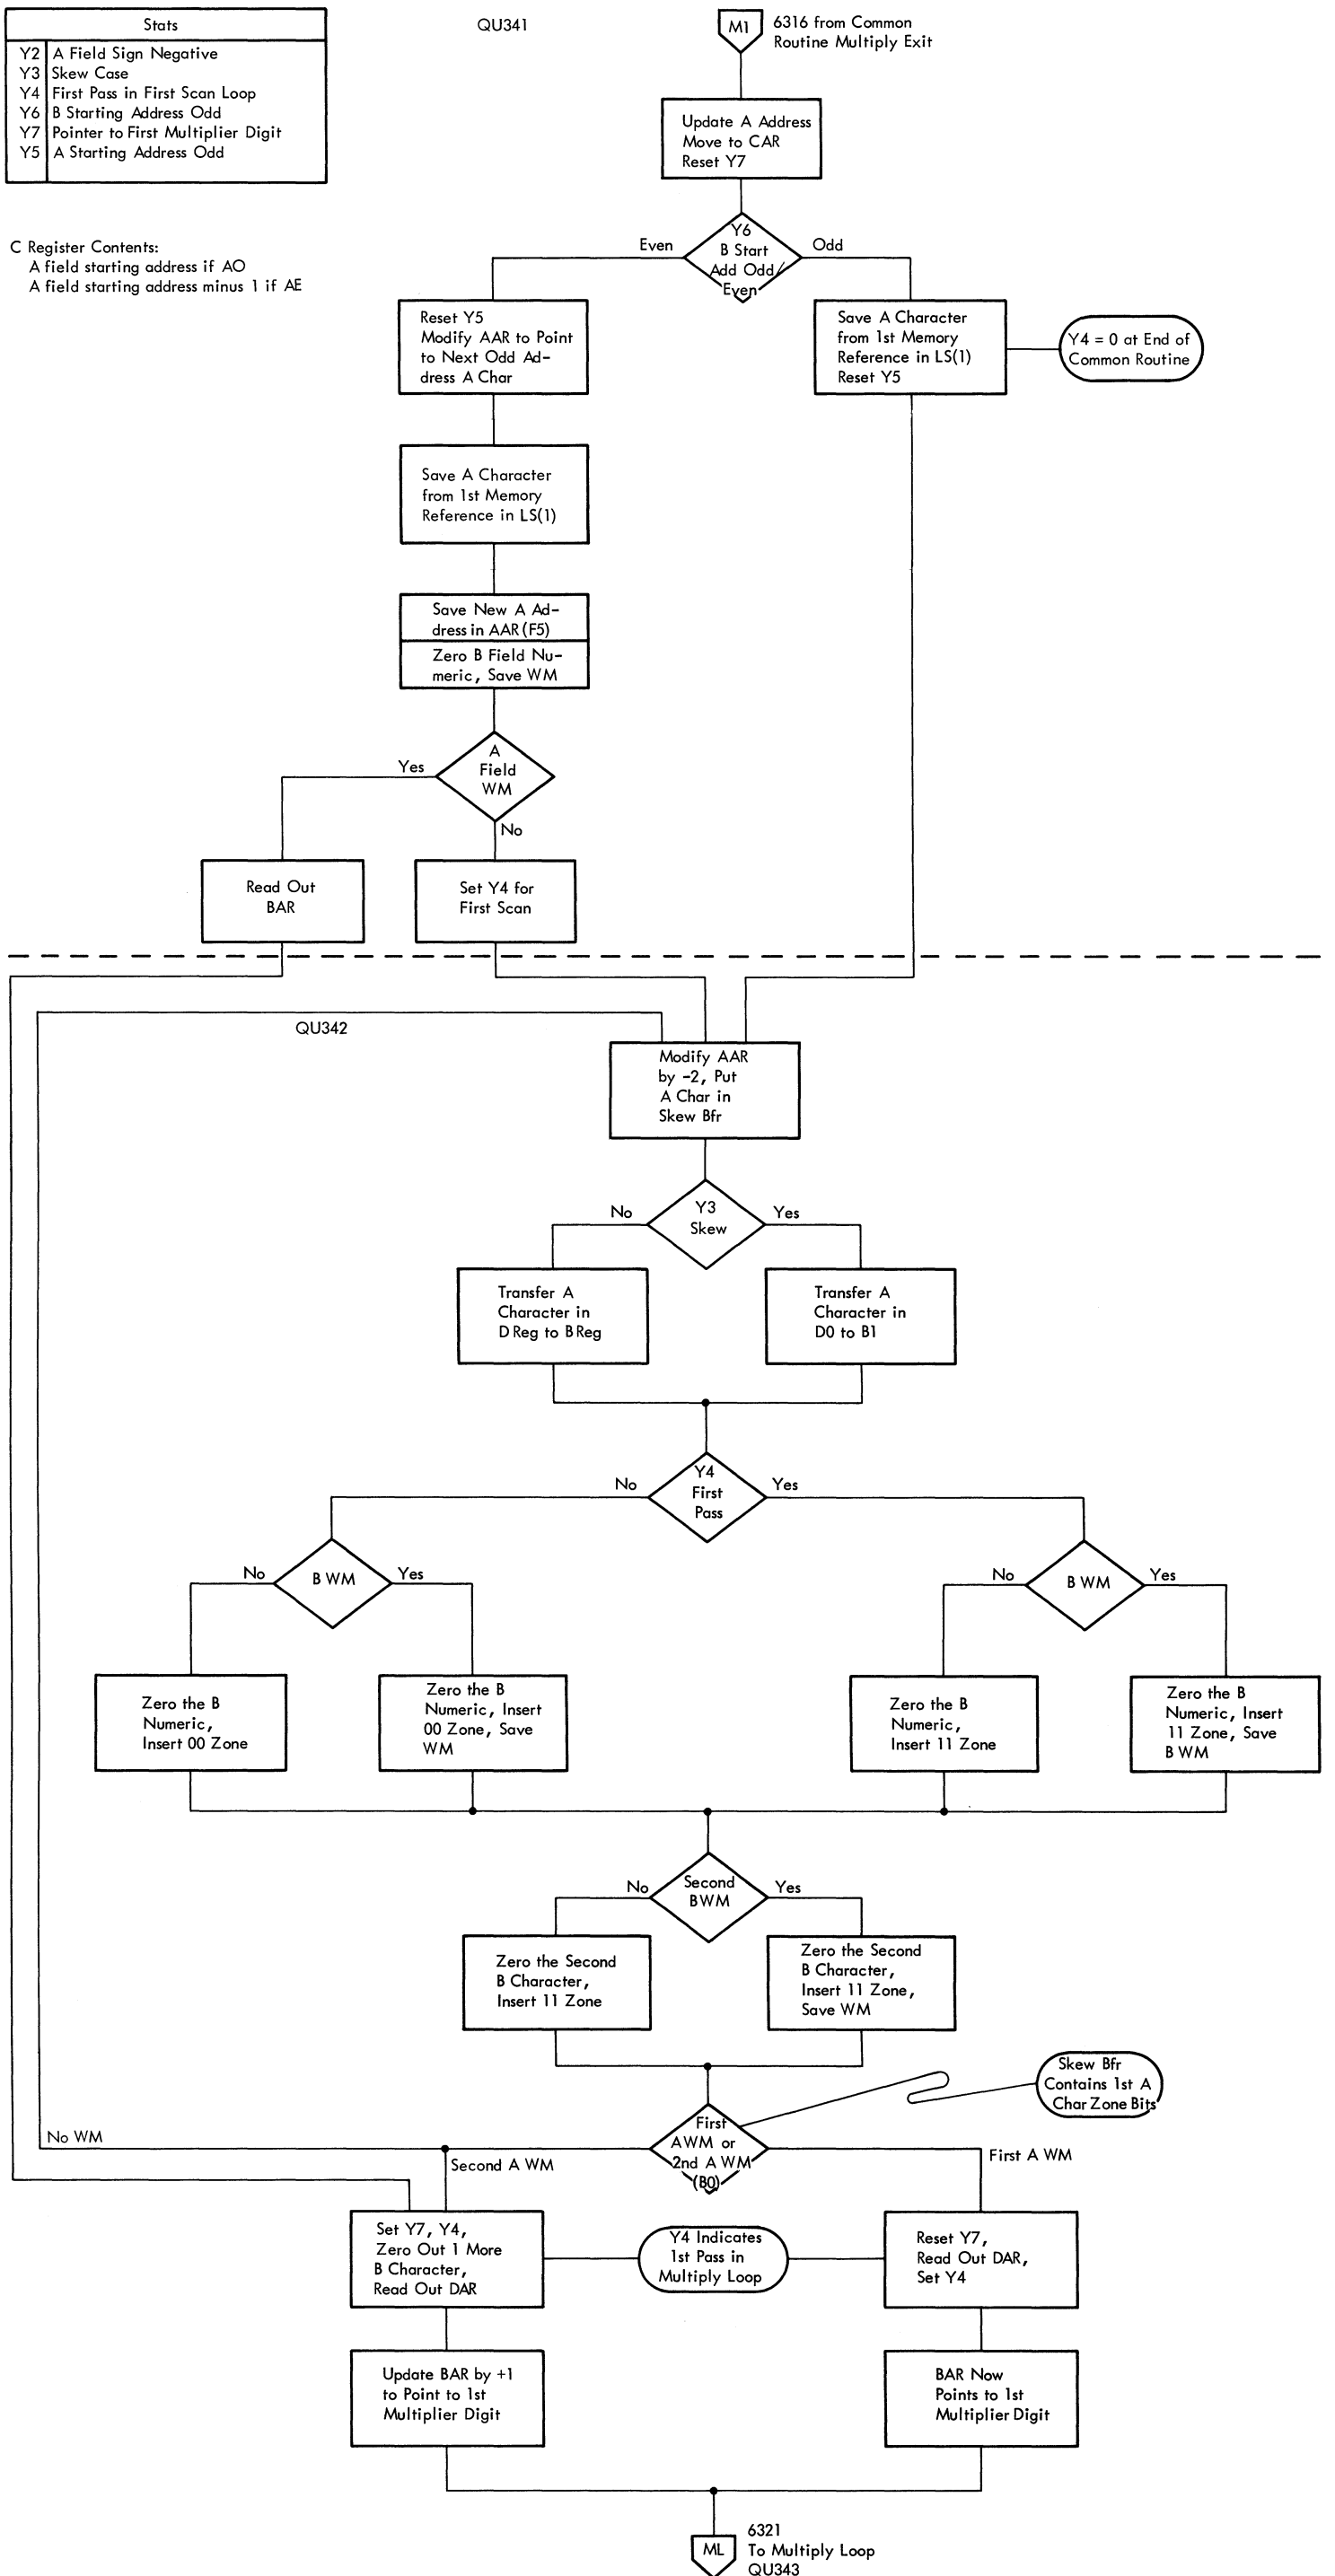 Stats
Y2 A Field Sign Negative
Y3 Skew Case
Y4 First Pass in First Scan Loop
Y6 B Starting Address Odd
Y7 Pointer to First Multiplier Digit
Y5 A Starting Address Odd
QU341
M1
6316 from Common
Routine Multiply Exit
Update A Address
Move to CAR
Reset Y7
C Register Contents:
A field starting address if AO
A field starting address minus 1 if AE
Even
Y6
B Start
Add Odd/
Even
Odd
Reset Y5
Modify AAR to Point
to Next Odd Ad-
dress A Char
Save A Character
from 1st Memory
Reference in LS(1)
Reset Y5
Y4 = 0 at End of
Common Routine
Save A Character
from 1st Memory
Reference in LS(1)
Save New A Ad-
dress in AAR (F5)
Zero B Field Nu-
meric, Save WM
Yes
A
Field
WM
No
Read Out
BAR
Set Y4 for
First Scan
QU342
Modify AAR
by -2, Put
A Char in
Skew Bfr
No
Y3
Skew
Yes
Transfer A
Character in
D Reg to B Reg
Transfer A
Character in
D0 to B1
No
Y4
First
Pass
Yes
No
B WM
Yes
No
B WM
Yes
Zero the B
Numeric,
Insert 00 Zone
Zero the B
Numeric, Insert
00 Zone, Save
WM
Zero the B
Numeric,
Insert 11 Zone
Zero the B
Numeric, Insert
11 Zone, Save
B WM
No
Second
BWM
Yes
Zero the Second
B Character,
Insert 11 Zone
Zero the Second
B Character,
Insert 11 Zone,
Save WM
Skew Bfr
Contains 1st A
Char Zone Bits
No WM
First
AWM or
2nd A WM
(B0)
Second A WM
First A WM
Set Y7, Y4,
Zero Out 1 More
B Character,
Read Out DAR
Y4 Indicates
1st Pass in
Multiply Loop
Reset Y7,
Read Out DAR,
Set Y4
Update BAR by +1
to Point to 1st
Multiplier Digit
BAR Now
Points to 1st
Multiplier Digit
ML
6321
To Multiply Loop
QU343